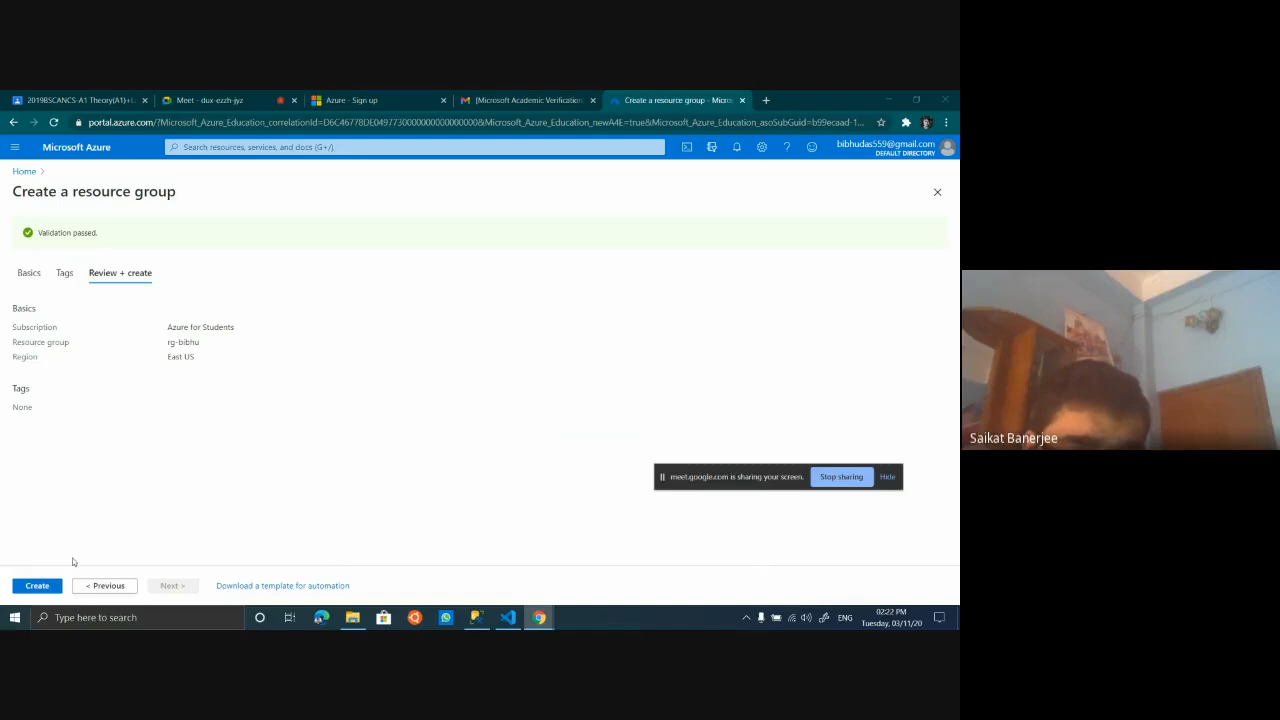 2019BSCANCS-A1 Theory(A1)+L
Meet - dux-ezzh-jyz
Azure - Sign up
[Microsoft Academic Verification
Create a resource group - Micro
portal.azure.com/?Microsoft_Azure_Education_correlationId=D6C46778DE0497730000000000000000&Microsoft_Azure_Education_newA4E=true&Microsoft_Azure_Education_asoSubGuid=b99ecaad-1...
Microsoft Azure
Search resources, services, and docs (G+/)
bibhudas559@gmail.com
DEFAULT DIRECTORY
Home >
Create a resource group
Validation passed.
Basics Tags Review + create
Basics
Subscription Azure for Students
Resource group rg-bibhu
Region East US
Tags
None
Saikat Banerjee
meet.google.com is sharing your screen. Stop sharing Hide
Create < Previous Next > Download a template for automation
Type here to search
ENG
02:22 PM
Tuesday, 03/11/20